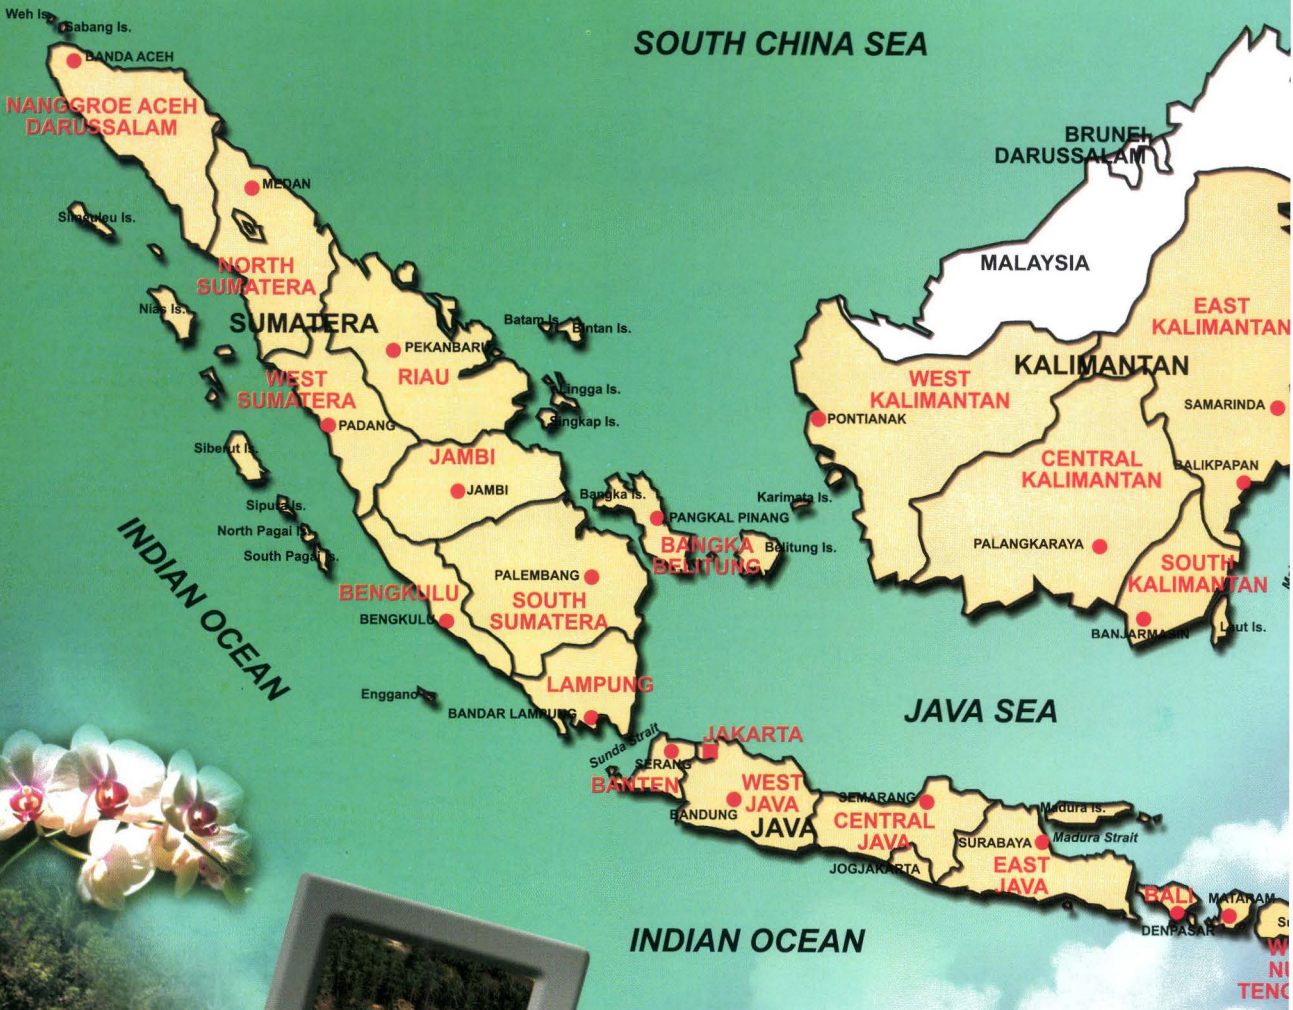 Weh Is.
Sabang Is.
BANDA ACEH
NANGGROE ACEH
DARUSSALAM
SOUTH CHINA SEA
BRUNEI
DARUSSALAM
MEDAN
Simeuleu Is.
NORTH
SUMATERA
MALAYSIA
Nias Is.
SUMATERA
Batam Is.
Bintan Is.
EAST
KALIMANTAN
PEKANBARU
RIAU
KALIMANTAN
WEST
SUMATERA
WEST
KALIMANTAN
Lingga Is.
SAMARINDA
PADANG
Singkap Is.
PONTIANAK
Siberut Is.
JAMBI
CENTRAL
KALIMANTAN
BALIKPAPAN
JAMBI
Bangka Is.
Karimata Is.
Sipura Is.
PANGKAL PINANG
North Pagai Is.
South Pagai Is.
BANGKA
BELITUNG
Belitung Is.
PALANGKARAYA
INDIAN OCEAN
PALEMBANG
SOUTH
SUMATERA
SOUTH
KALIMANTAN
BENGKULU
BENGKULU
BANJARMASIN
Laut Is.
LAMPUNG
Enggano Is.
BANDAR LAMPUNG
JAVA SEA
Sunda Strait
JAKARTA
SERANG
BANTEN
WEST
JAVA
BANDUNG
JAVA
SEMARANG
CENTRAL
JAVA
Madura Is.
Madura Strait
SURABAYA
JOGJAKARTA
EAST
JAVA
BALI
MATARAM
DENPASAR
INDIAN OCEAN
Su
W
NU
TENG